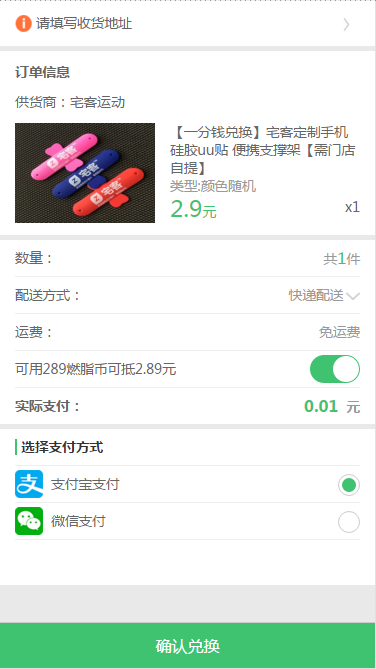 请填写收货地址
订单信息
供货商：宅客运动
宅客
宅客
宅客
【一分钱兑换】宅客定制手机
硅胶uu贴 便携支撑架【需门店
自提】
类型:颜色随机
2.9元
x1
数量：
共1件
配送方式：
快递配送
运费：
免运费
可用289燃脂币可抵2.89元
实际支付：
0.01 元
选择支付方式
支
支付宝支付
微信支付
确认兑换